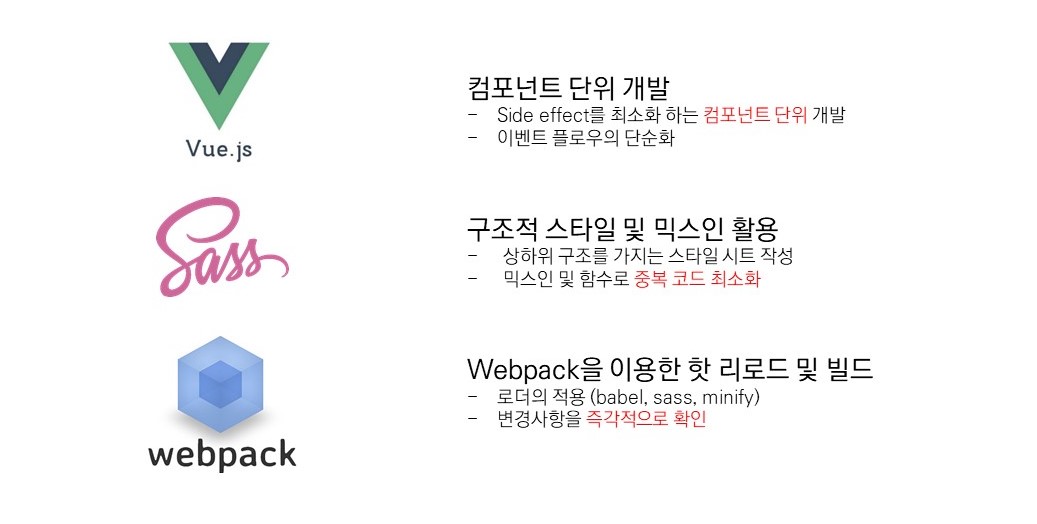 Vue.js
컴포넌트 단위 개발
- Side effect를 최소화 하는 컴포넌트 단위 개발
- 이벤트 플로우의 단순화
Sass
구조적 스타일 및 믹스인 활용
- 상하위 구조를 가지는 스타일 시트 작성
- 믹스인 및 함수로 중복 코드 최소화
webpack
Webpack을 이용한 핫 리로드 및 빌드
- 로더의 적용 (babel, sass, minify)
- 변경사항을 즉각적으로 확인